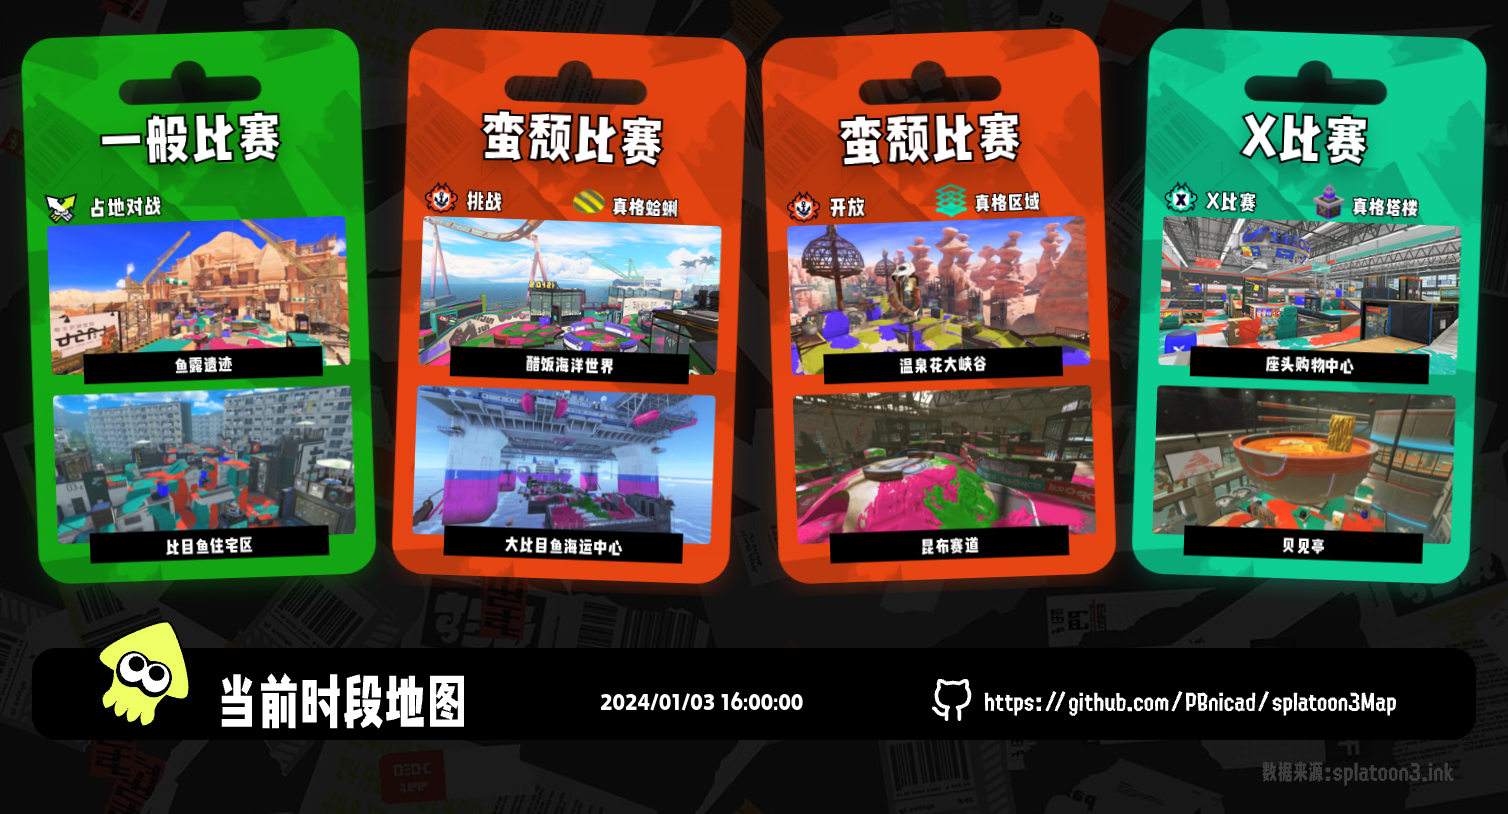 一般比赛
占地对战
鱼露遗迹
比目鱼住宅区
蛮颓比赛
挑战
真格蛤蜊
醋饭海洋世界
大比目鱼海运中心
蛮颓比赛
开放
真格区域
温泉花大峡谷
昆布赛道
X比赛
X比赛
真格塔楼
座头购物中心
贝见亭
当前时段地图
2024/01/03 16:00:00
https://github.com/PBnicad/splatoon3Map
数据来源:splatoon3.ink